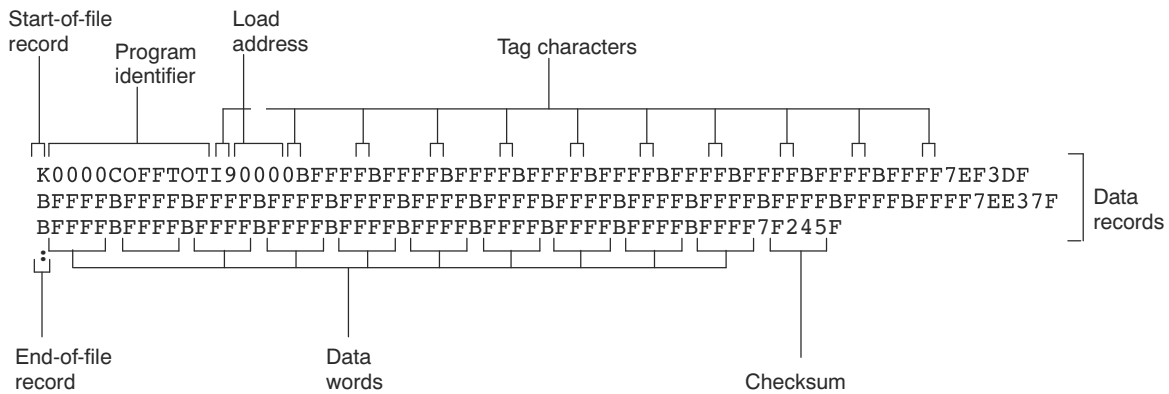 Start-of-file
record
Program
identifier
Load
address
Tag characters
K0000COFFTOTI90000BFFFFBFFFFBFFFFBFFFFBFFFFBFFFFBFFFFBFFFFBFFFF7EF3DF
BFFFFBFFFFBFFFFBFFFFBFFFFBFFFFBFFFFBFFFFBFFFFBFFFFBFFFFBFFFFBFFFF7EE37F
BFFFFBFFFFBFFFFBFFFFBFFFFBFFFFBFFFFBFFFFBFFFFBFFFF7F245F
:
Data
records
End-of-file
record
Data
words
Checksum